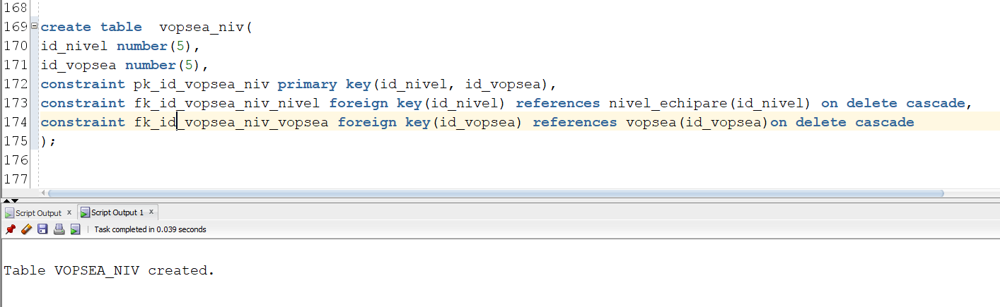 168
169 create table  vopsea_niv(
170 id_nivel number(5),
171 id_vopsea number(5),
172 constraint pk_id_vopsea_niv primary key(id_nivel, id_vopsea),
173 constraint fk_id_vopsea_niv_nivel foreign key(id_nivel) references nivel_echipare(id_nivel) on delete cascade,
174 constraint fk_id_vopsea_niv_vopsea foreign key(id_vopsea) references vopsea(id_vopsea)on delete cascade
175 );
176
177
Script Output x Script Output 1 x
Task completed in 0.039 seconds
Table VOPSEA_NIV created.